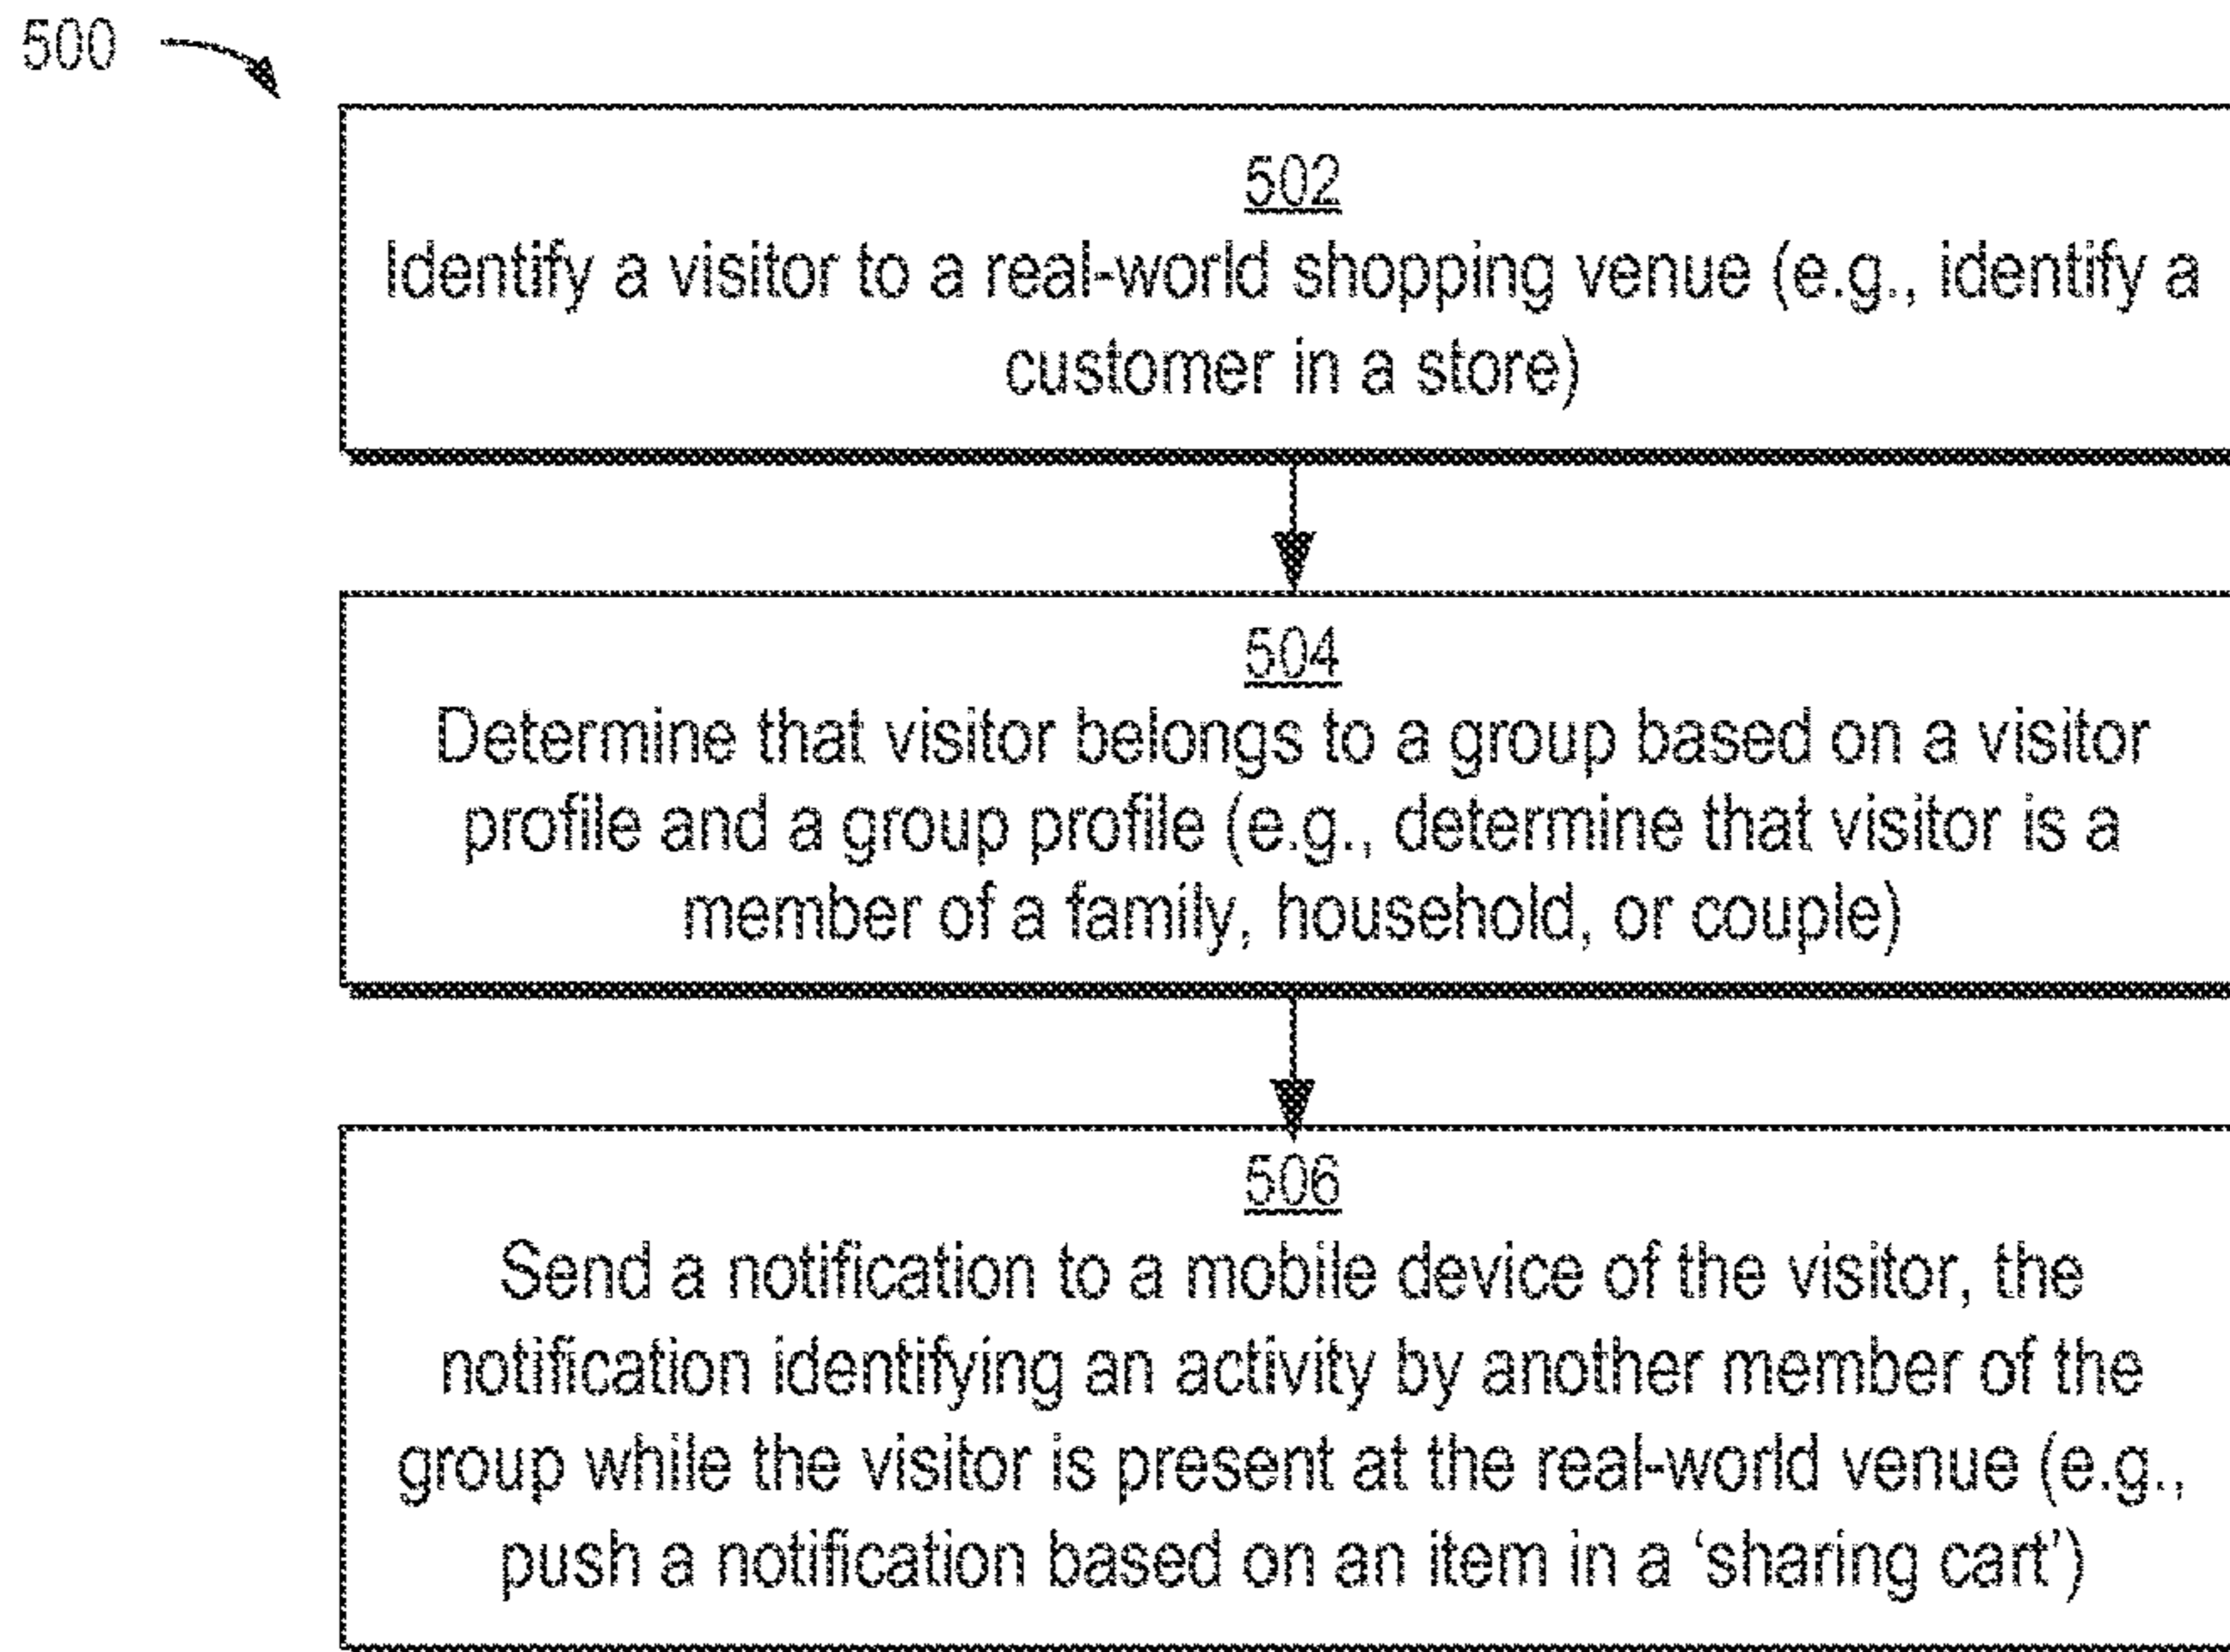 500
502
Identify a visitor to a real-world shopping venue (e.g., identify a
customer in a store)
504
Determine that visitor belongs to a group based on a visitor
profile and a group profile (e.g., determine that visitor is a
member of a family, household, or couple)
506
Send a notification to a mobile device of the visitor, the
notification identifying an activity by another member of the
group while the visitor is present at the real-world venue (e.g.,
push a notification based on an item in a ‘sharing cart’)